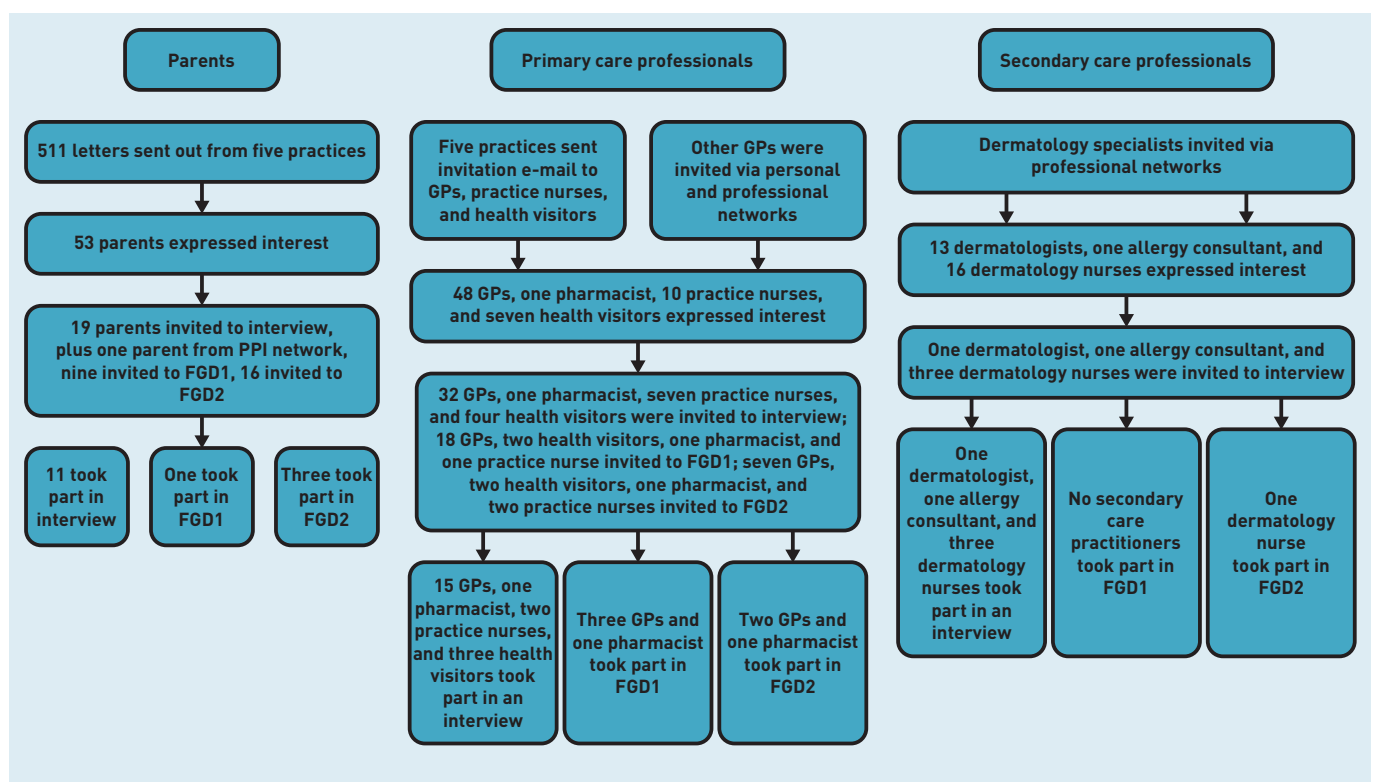 Parents
511 letters sent out from five practices
53 parents expressed interest
19 parents invited to interview,
plus one parent from PPI network,
nine invited to FGD1, 16 invited to
FGD2
11 took
part in
interview
One took
part in
FGD1
Three took
part in
FGD2
Primary care professionals
Five practices sent
invitation e-mail to
GPs, practice nurses,
and health visitors
Other GPs were
invited via personal
and professional
networks
48 GPs, one pharmacist, 10 practice nurses,
and seven health visitors expressed interest
32 GPs, one pharmacist, seven practice nurses,
and four health visitors were invited to interview;
18 GPs, two health visitors, one pharmacist, and
one practice nurse invited to FGD1; seven GPs,
two health visitors, one pharmacist, and
two practice nurses invited to FGD2
15 GPs, one
pharmacist, two
practice nurses,
and three health
visitors took
part in an
interview
Three GPs and
one pharmacist
took part in
FGD1
Two GPs and
one pharmacist
took part in
FGD2
Secondary care professionals
Dermatology specialists invited via
professional networks
13 dermatologists, one allergy consultant, and
16 dermatology nurses expressed interest
One dermatologist, one allergy consultant, and
three dermatology nurses were invited to interview
One
dermatologist,
one allergy
consultant, and
three
dermatology
nurses took
part in an
interview
No secondary
care
practitioners
took part in
FGD1
One
dermatology
nurse
took part in
FGD2